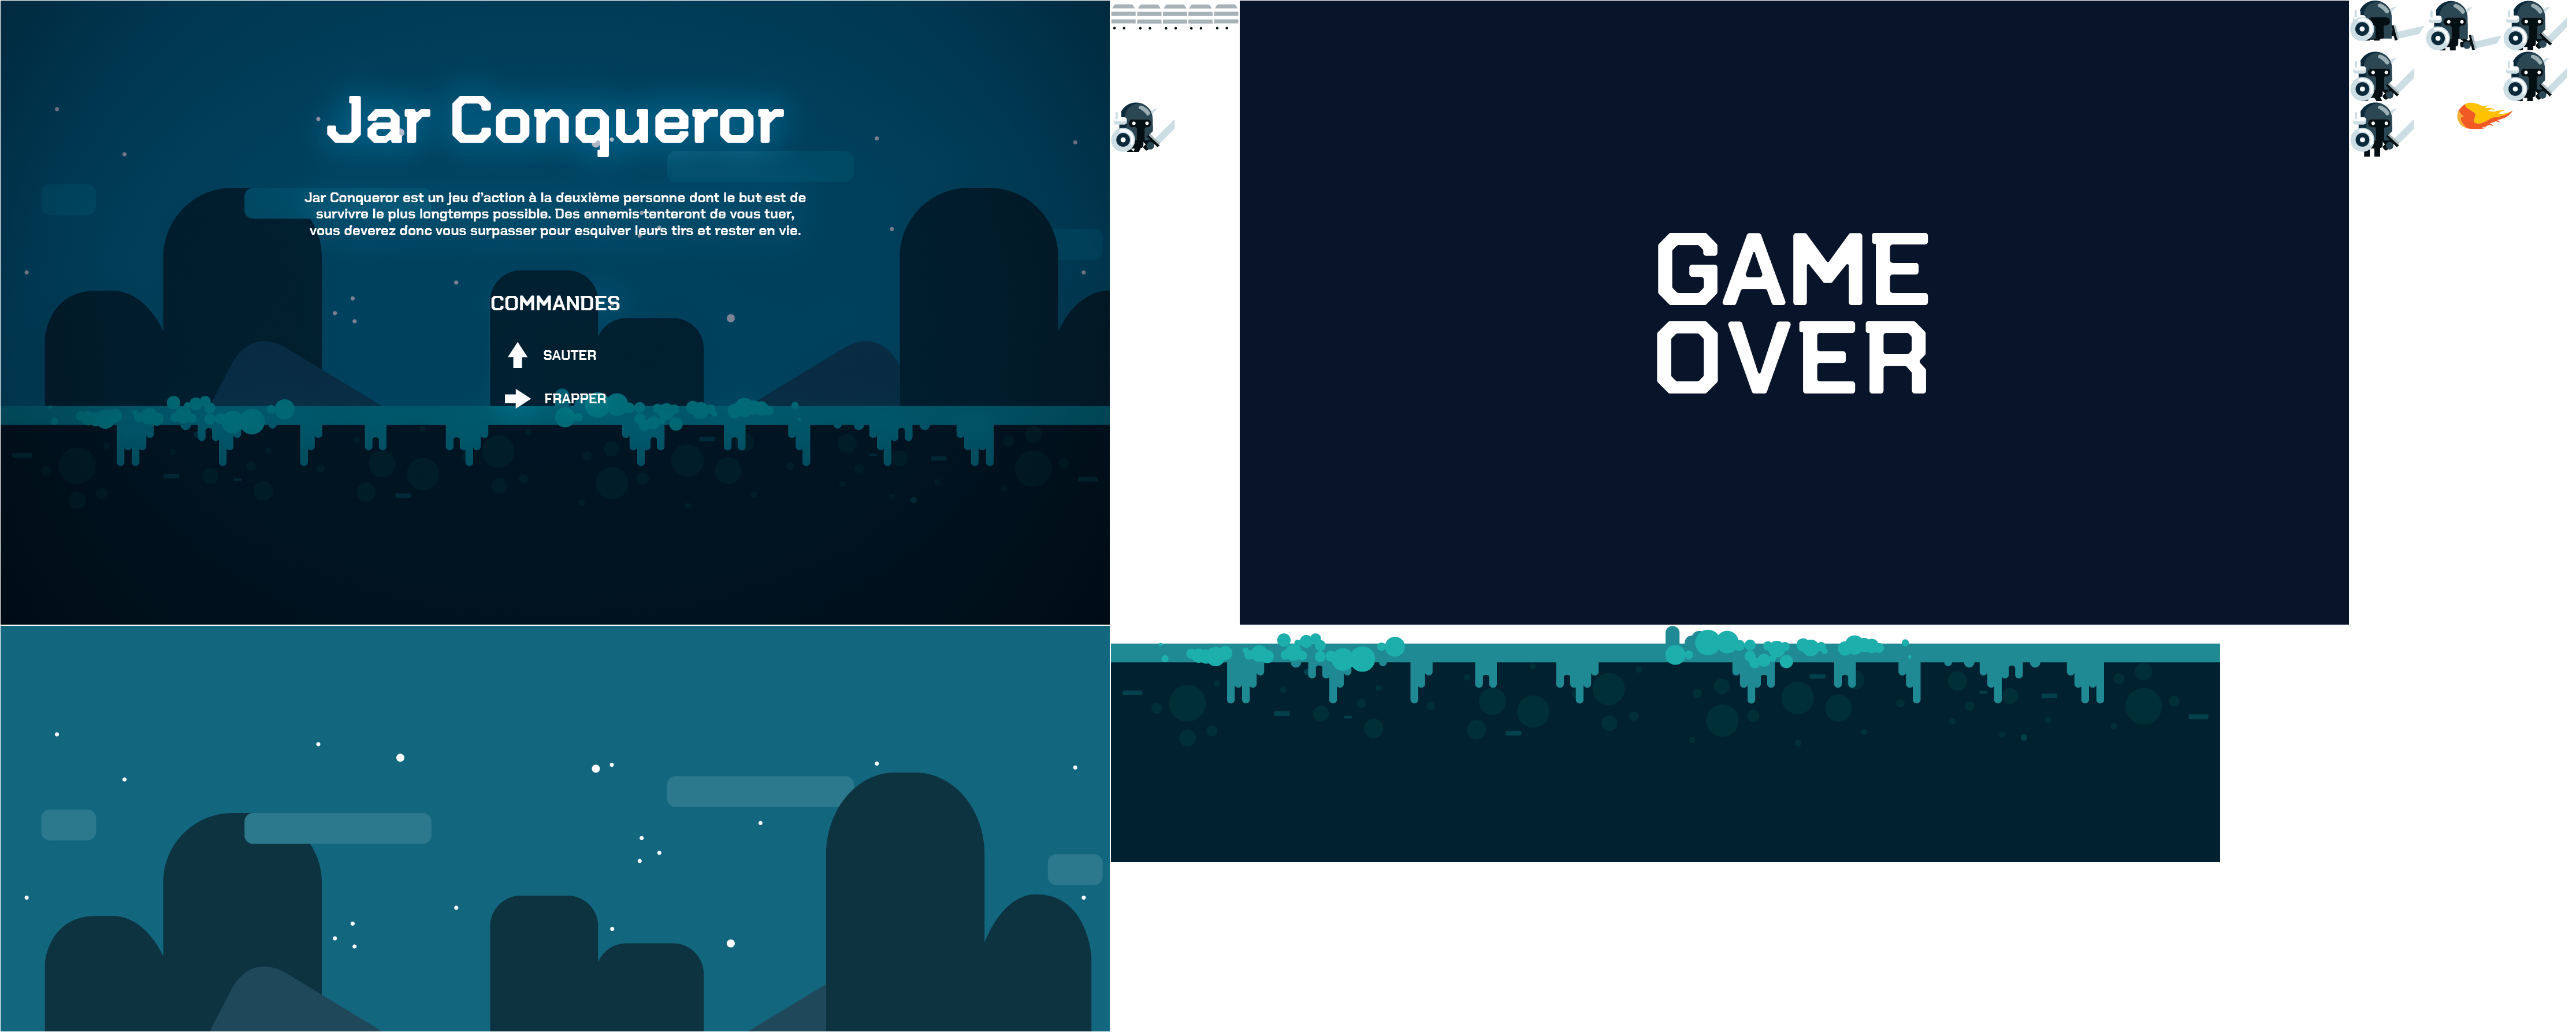 Jar Conqueror
Jar Conqueror est un jeu d'action à la deuxième personne dont le but est de
survivre le plus longtemps possible. Des ennemis tenteront de vous tuer,
vous deverez donc vous surpasser pour esquiver leurs tirs et rester en vie.
COMMANDES
SAUTER
FRAPPER
GAME
OVER